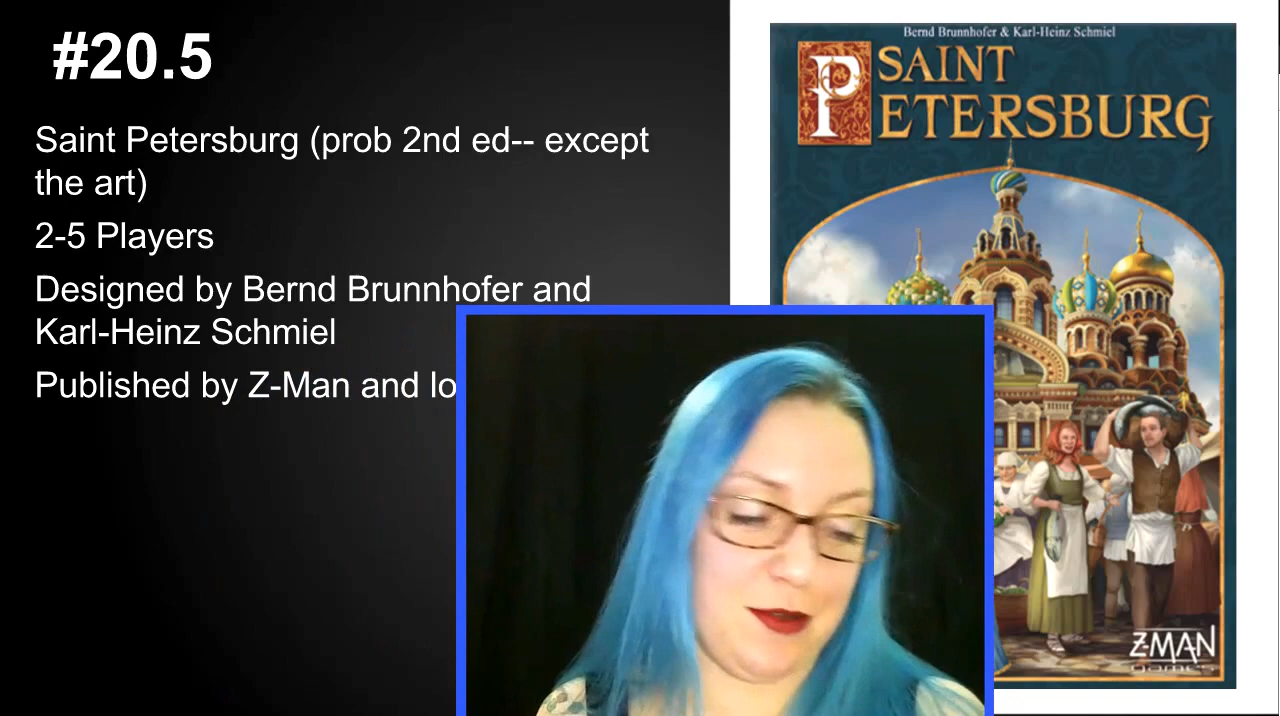 #20.5
Saint Petersburg (prob 2nd ed-- except
the art)
2-5 Players
Designed by Bernd Brunnhofer and
Karl-Heinz Schmiel
Published by Z-Man and lo
Bernd Brunnhofer & Karl-Heinz Schmiel
SAINT
PETERSBURG
Z-MAN
games